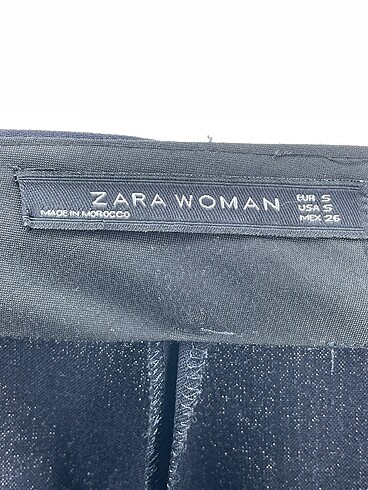 ZARA WOMAN
MADE IN MOROCCO
EUR S
USA S
MEX 26